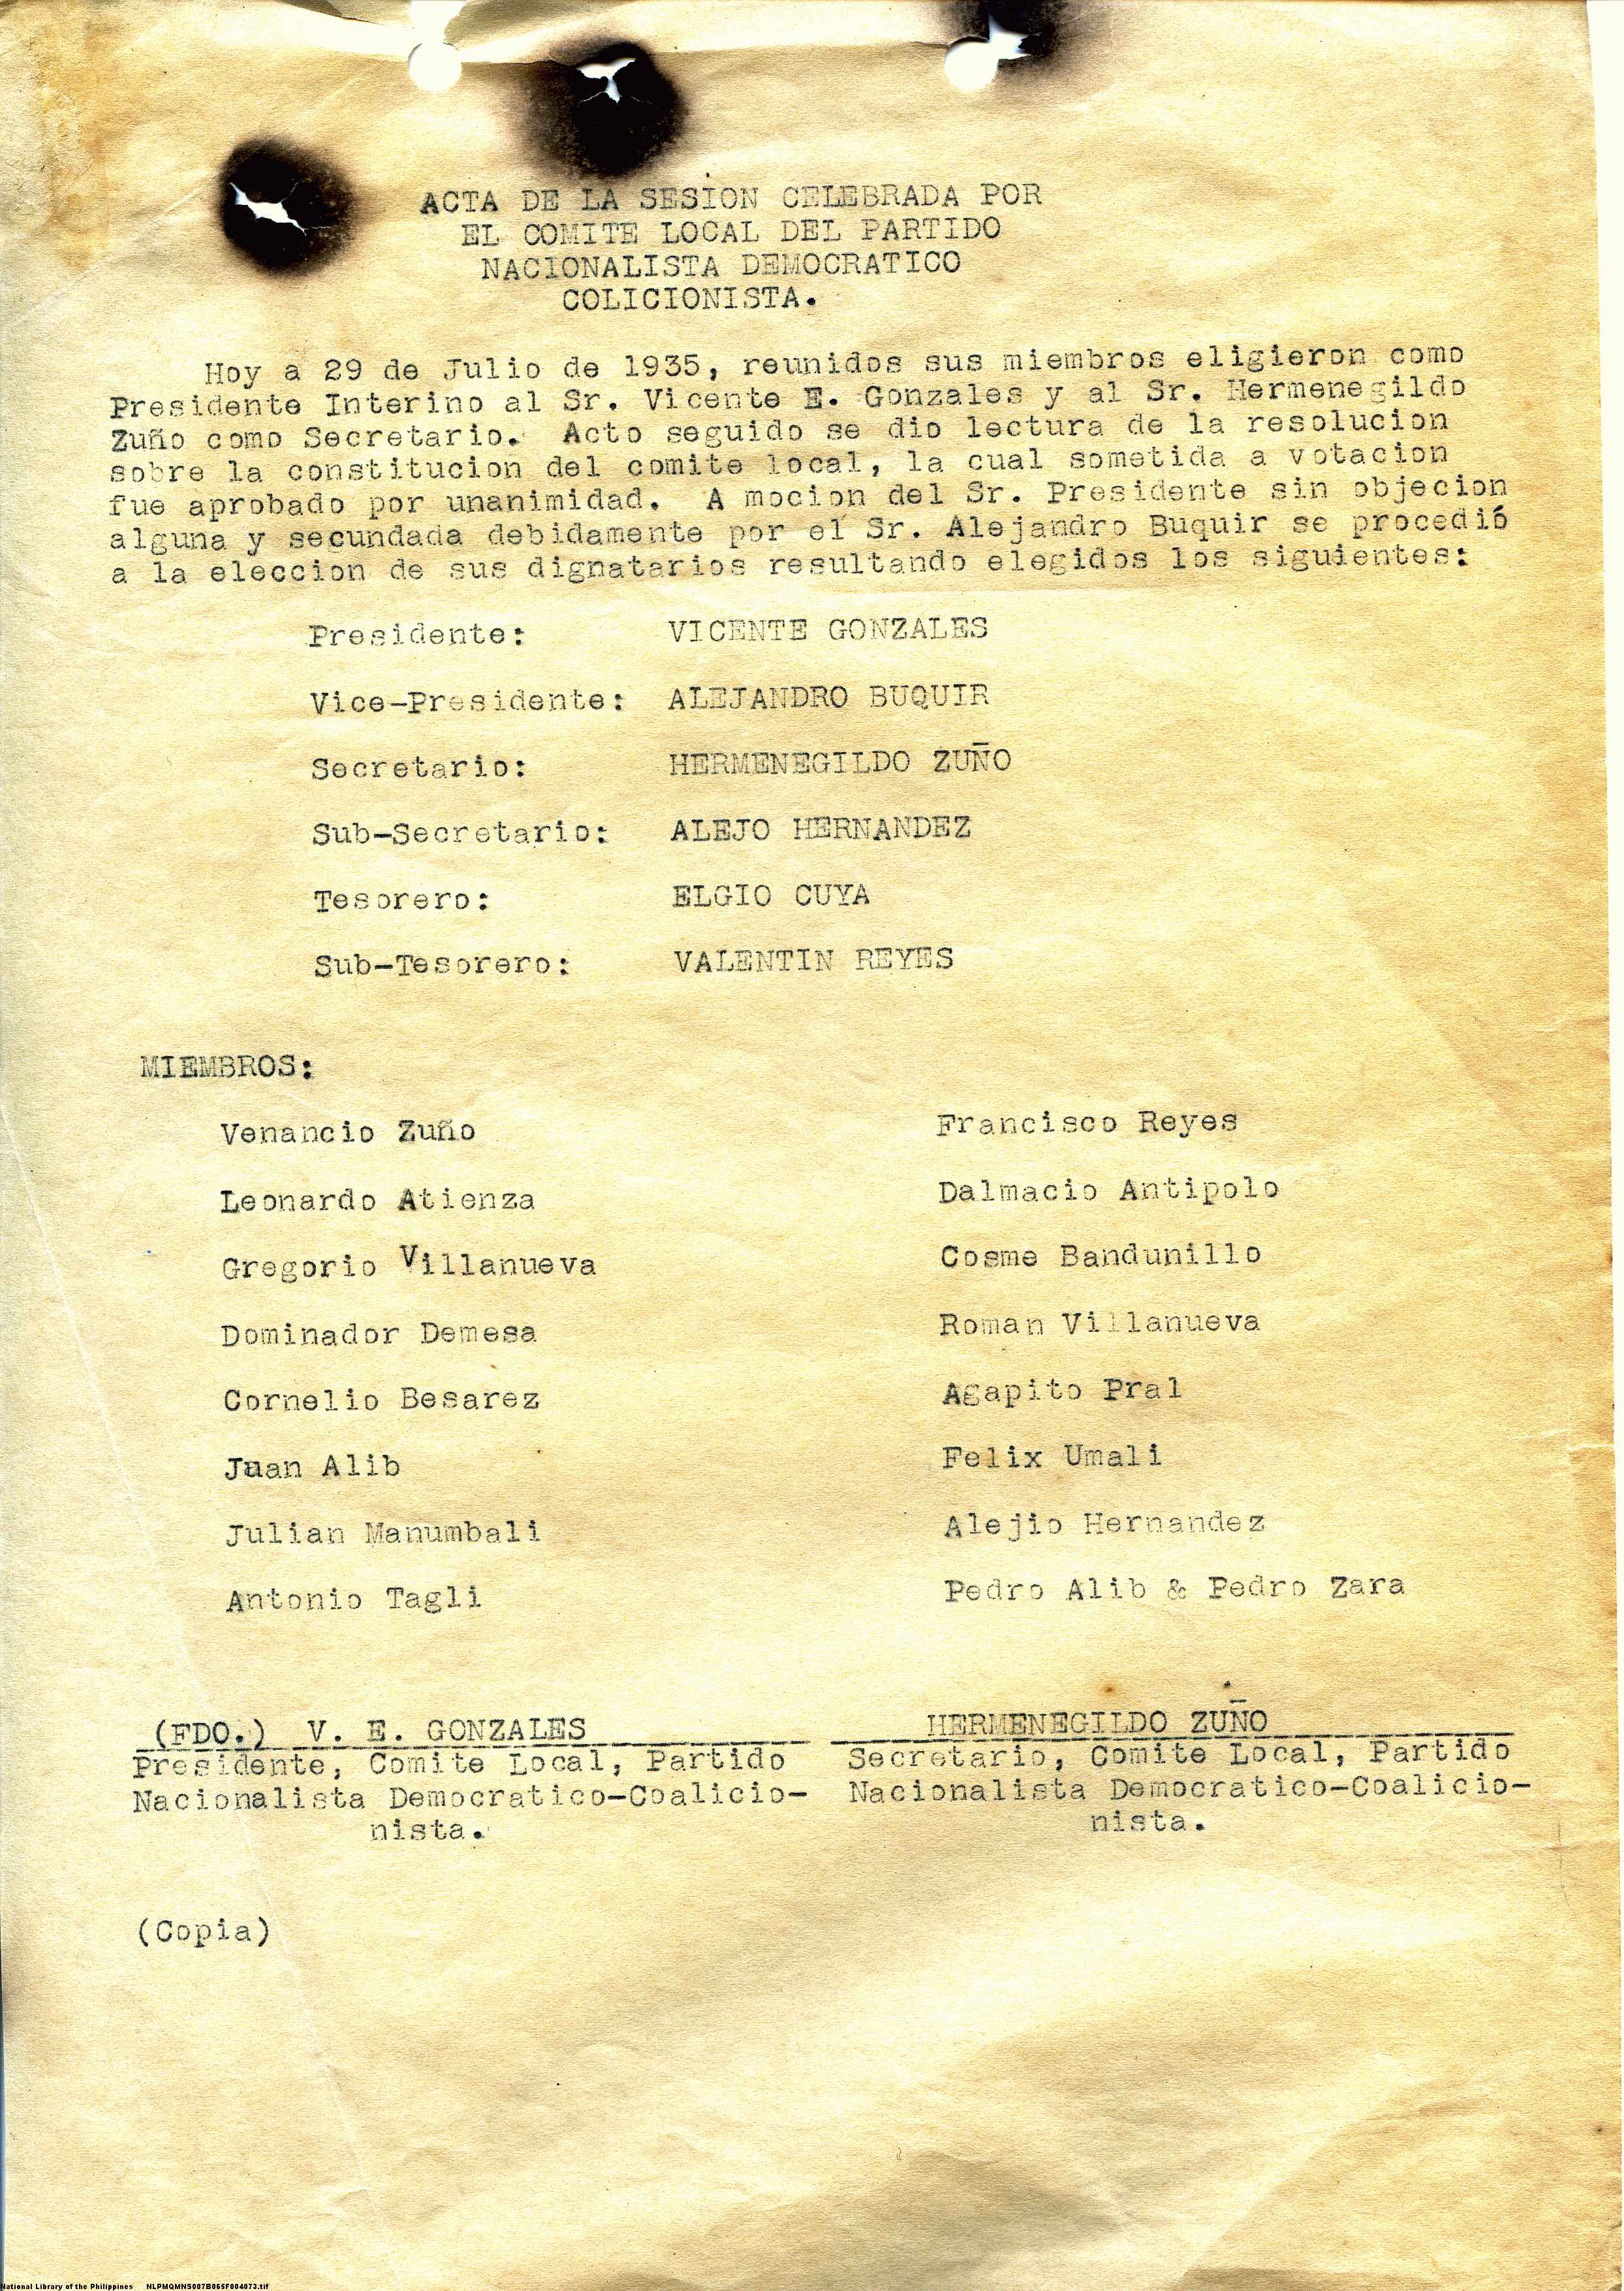 ACTA DE LA SESION CELEBRADA POR
EL COMITE LOCAL DEL PARTIDO
NACIONALISTA DEMOCRATICO
COLICIONISTA.
Hoy a 29 de Julio de 1935, reunidos sus miembros eligieron como
Presidente Interino al Sr. Vicente E. Gonzales y al Sr. Hermenegildo
Zuño como Secretario. Acto seguido se dio lectura de la resolucion
sobre la constitucion del comite local, la cual sometida a votacion
fue aprobado por unanimidad. A mocion del Sr. Presidente sin objecion
alguna y secundada debidamente por el Sr. Alejandro Buquir se procedió
a la eleccion de sus dignatarios resultando elegidos los siguientes:
Presidente: VICENTE GONZALES
Vice-Presidente: ALEJANDRO BUQUIR
Secretario: HERMENEGILDO ZUÑO
Sub-Secretario: ALEJO HERNANDEZ
Tesorero: ELGIO CUYA
Sub-Tesorero: VALENTIN REYES
MIEMBROS:
Venancio Zuño Francisco Reyes
Leonardo Atienza Dalmacio Antipolo
Gregorio Villanueva Cosme Bandunillo
Dominador Demesa Roman Villanueva
Cornelio Besarez Agapito Pral
Juan Alib Felix Umali
Julian Manumbali Alejio Hernandez
Antonio Tagli Pedro Alib & Pedro Zara
(FDO.) V. E. GONZALES HERMENEGILDO ZUÑO
Presidente, Comite Local, Partido Secretario, Comite Local, Partido
Nacionalista Democratico-Coalicio- Nacionalista Democratico-Coalicio-
nista. nista.
(Copia)
National Library of the Philippines NLPMQMNS007B065F004073.tif